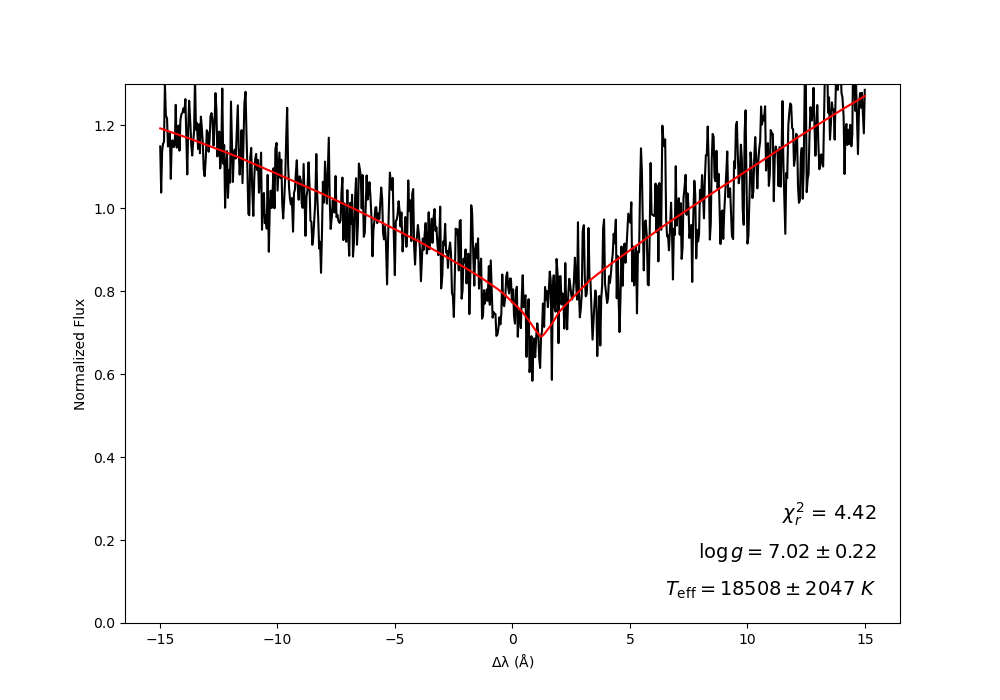 1.2
1.0
0.8
0.6
0.4
0.2
0.0
Normalized Flux
χ²ᵣ = 4.42
log g = 7.02 ± 0.22
T_eff = 18508 ± 2047 K
−15 −10 −5 0 5 10 15
Δλ (Å)